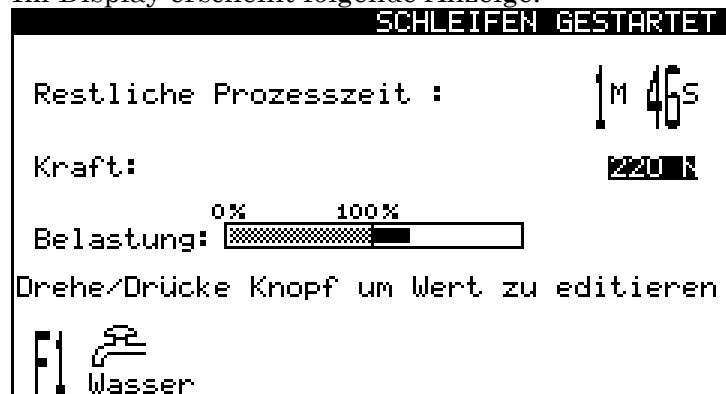 Im Display erscheint folgende Anzeige:
SCHLEIFEN GESTARTET
Restliche Prozesszeit : 1M 46S
Kraft: 220 N
0% 100%
Belastung:
Drehe/Drücke Knopf um Wert zu editieren
F1 Wasser